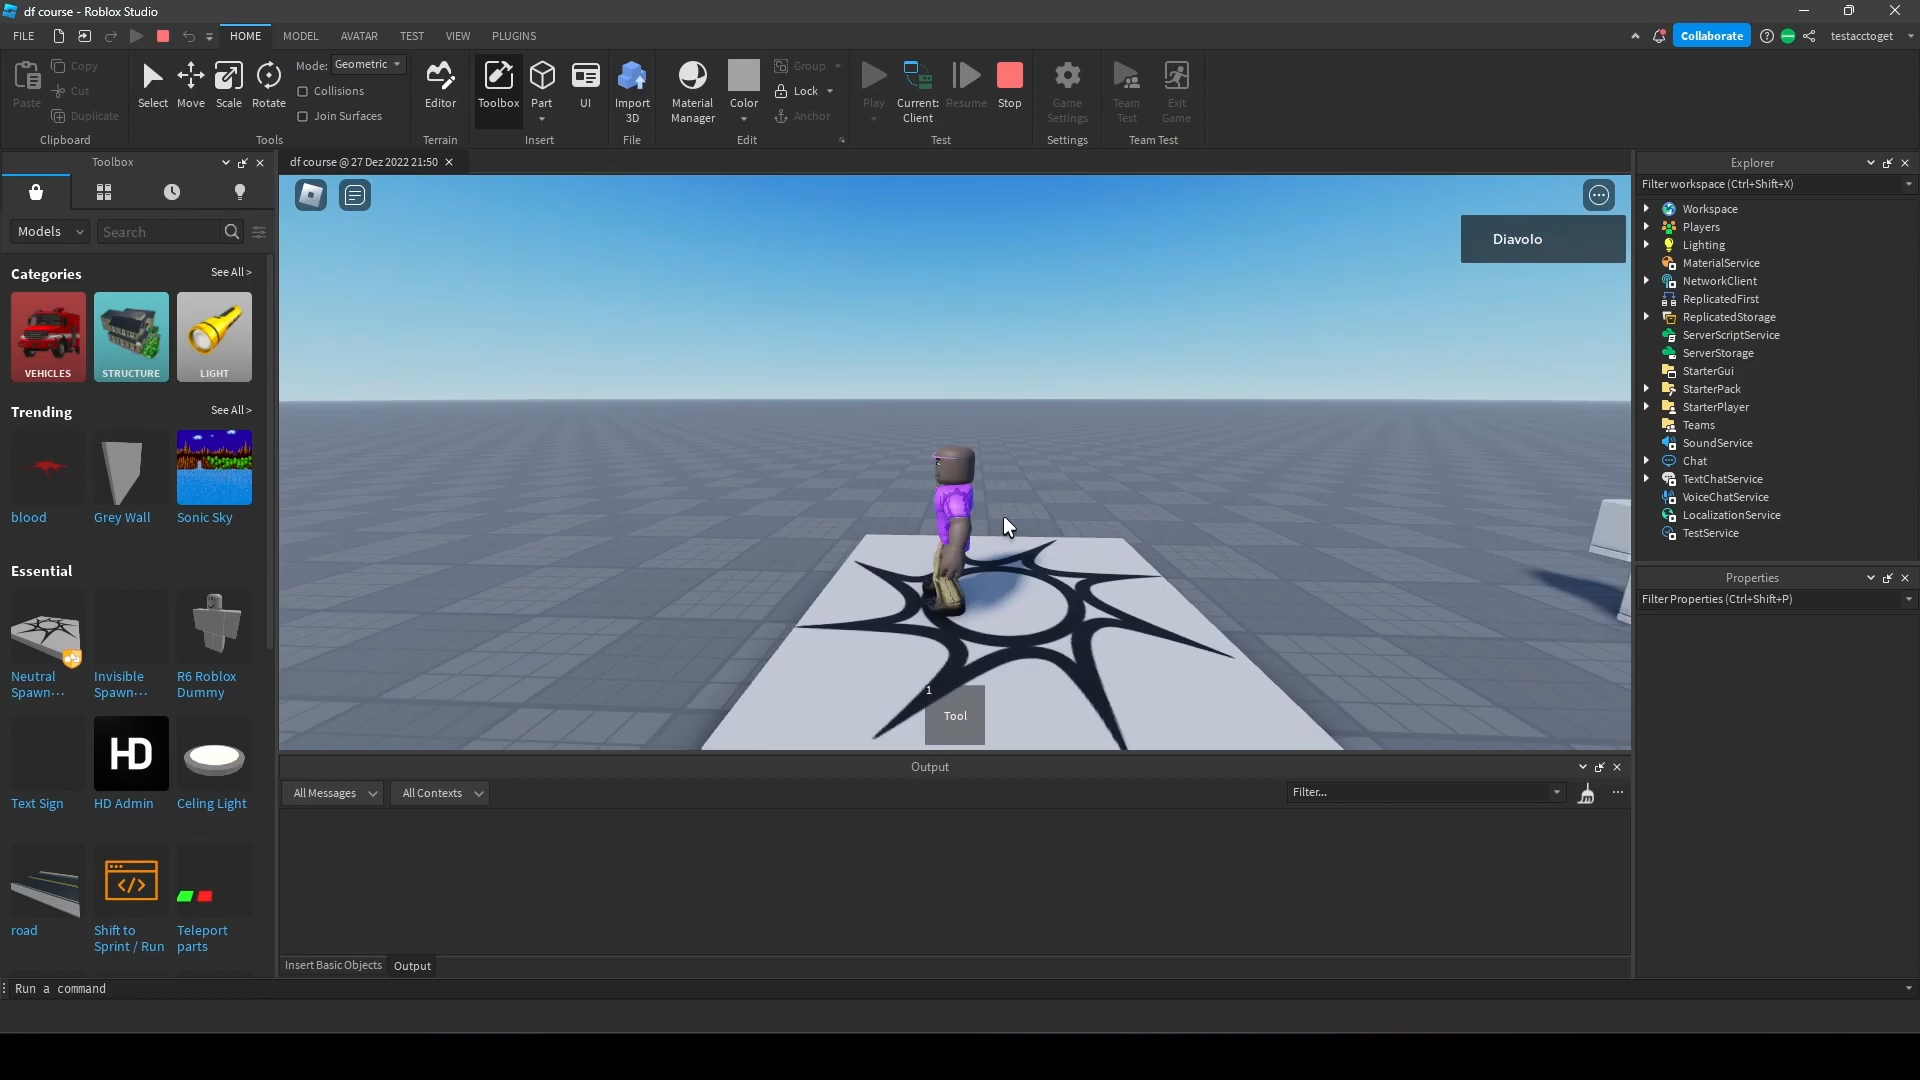 df course - Roblox Studio
FILE
HOME
MODEL
AVATAR
TEST
VIEW
PLUGINS
Collaborate
testacctoget
Paste
Copy
Cut
Duplicate
Clipboard
Select
Move
Scale
Rotate
Mode:
Geometric
Collisions
Join Surfaces
Tools
Editor
Terrain
Toolbox
Part
UI
Insert
Import
3D
File
Material
Manager
Color
Group
Lock
Anchor
Edit
Play
Current:
Client
Resume
Stop
Test
Game
Settings
Settings
Team
Test
Exit
Game
Team Test
Toolbox
Models
Search
Categories
See All >
VEHICLES
STRUCTURE
LIGHT
Trending
See All >
blood
Grey Wall
Sonic Sky
Essential
Neutral
Spawn...
Invisible
Spawn...
R6 Roblox
Dummy
HD
Text Sign
HD Admin
Celing Light
road
Shift to
Sprint / Run
Teleport
parts
df course @ 27 Dez 2022 21:50
Diavolo
1
Tool
Output
All Messages
All Contexts
Filter...
Insert Basic Objects
Output
Run a command
Explorer
Filter workspace (Ctrl+Shift+X)
Workspace
Players
Lighting
MaterialService
NetworkClient
ReplicatedFirst
ReplicatedStorage
ServerScriptService
ServerStorage
StarterGui
StarterPack
StarterPlayer
Teams
SoundService
Chat
TextChatService
VoiceChatService
LocalizationService
TestService
Properties
Filter Properties (Ctrl+Shift+P)